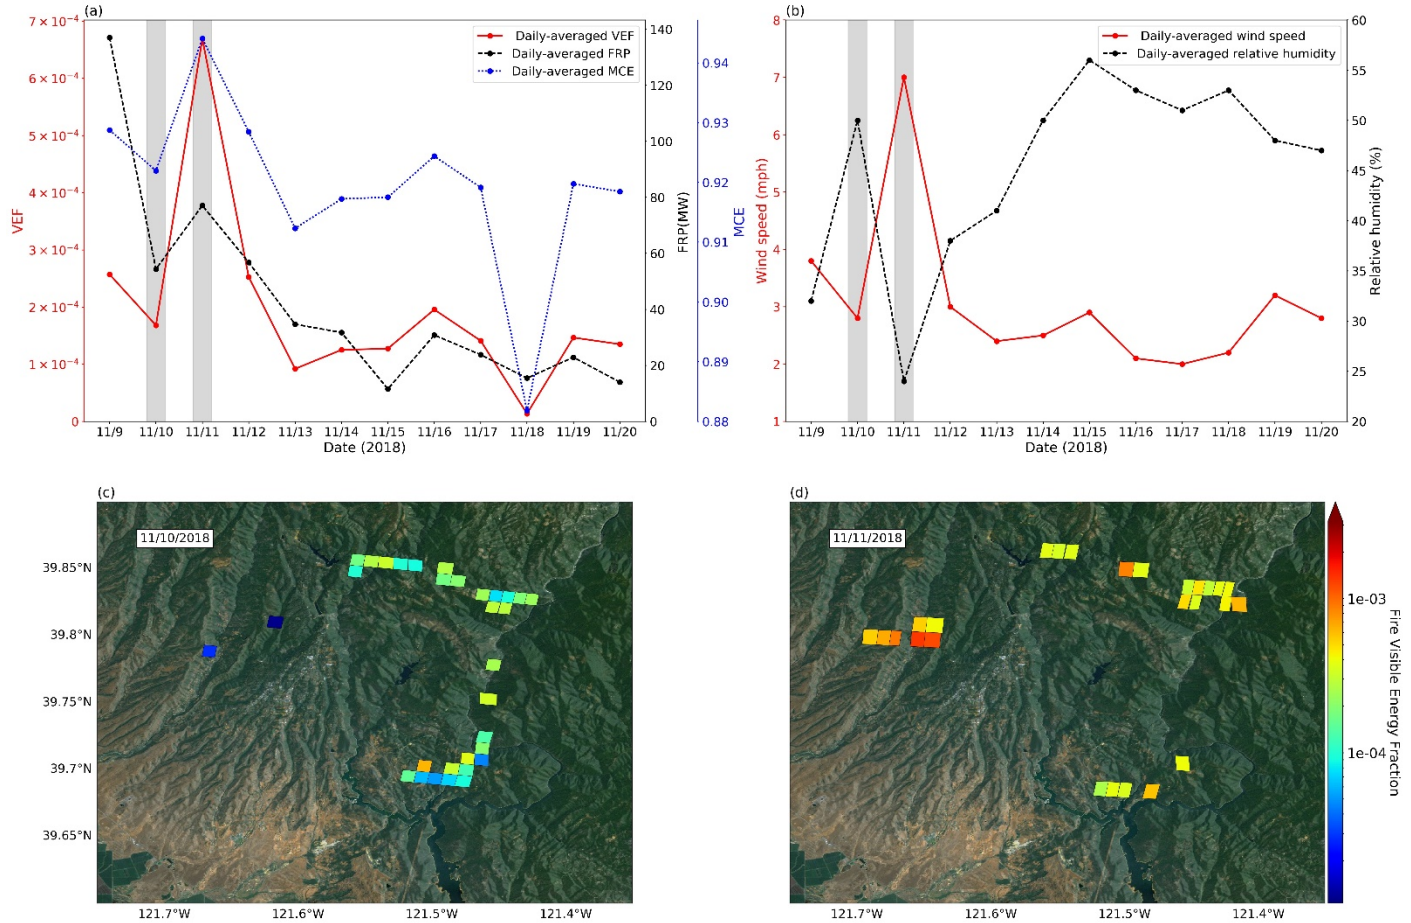 (a)
7 × 10⁻⁴
6 × 10⁻⁴
5 × 10⁻⁴
4 × 10⁻⁴
3 × 10⁻⁴
2 × 10⁻⁴
1 × 10⁻⁴
0
VEF
Daily-averaged VEF
Daily-averaged FRP
Daily-averaged MCE
140
120
100
80
60
40
20
0
FRP(MW)
0.94
0.93
0.92
0.91
0.90
0.89
0.88
MCE
11/9 11/10 11/11 11/12 11/13 11/14 11/15 11/16 11/17 11/18 11/19 11/20
Date (2018)
(b)
8
7
6
5
4
3
2
1
Wind speed (mph)
Daily-averaged wind speed
Daily-averaged relative humidity
60
55
50
45
40
35
30
25
20
Relative humpidity (%)
11/9 11/10 11/11 11/12 11/13 11/14 11/15 11/16 11/17 11/18 11/19 11/20
Date (2018)
(c)
11/10/2018
39.85°N
39.8°N
39.75°N
39.7°N
39.65°N
121.7°W 121.6°W 121.5°W 121.4°W
(d)
11/11/2018
121.7°W 121.6°W 121.5°W 121.4°W
1e-03
1e-04
Fire Visible Energy Fraction